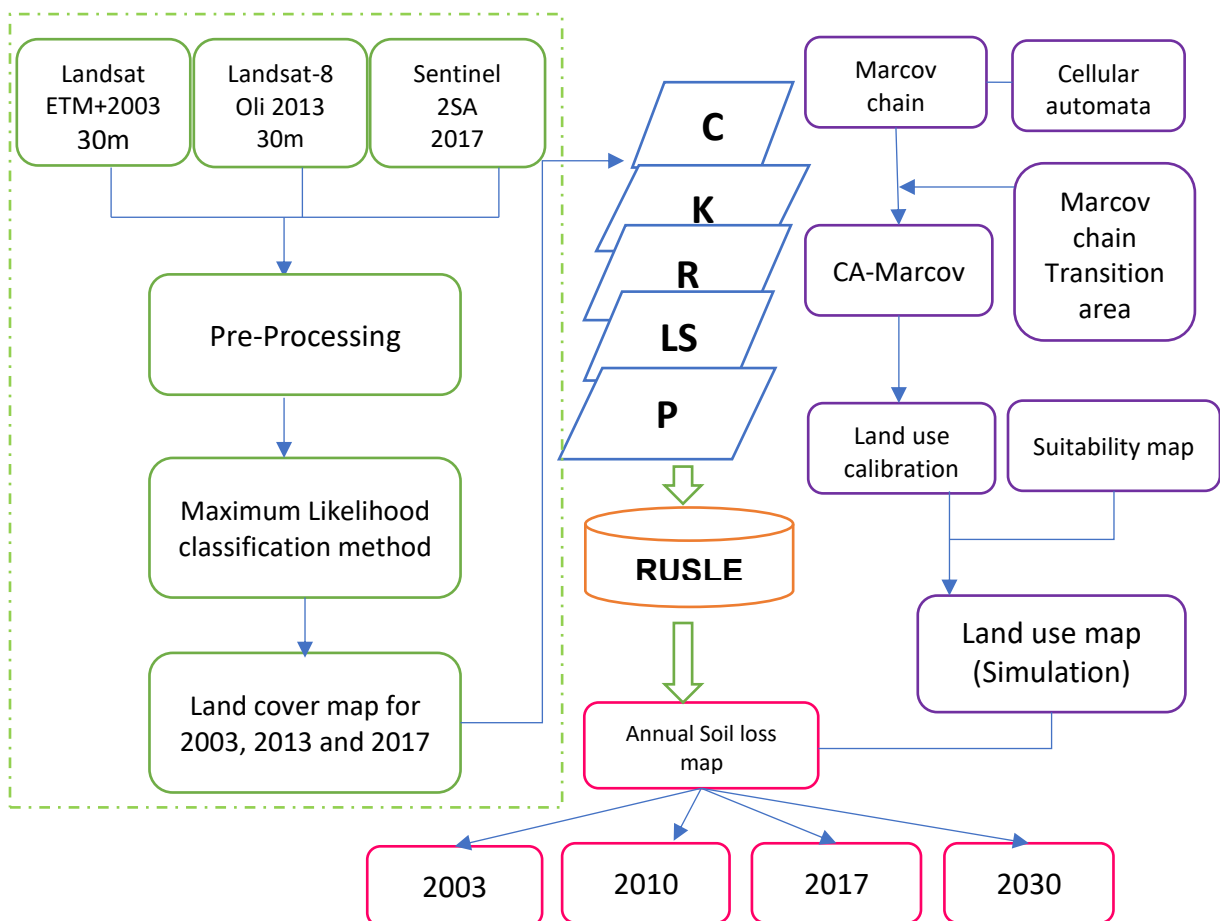 Landsat
ETM+2003
30m
Landsat-8
Oli 2013
30m
Sentinel
2SA
2017
Pre-Processing
Maximum Likelihood
classification method
Land cover map for
2003, 2013 and 2017
C
K
R
LS
P
RUSLE
Annual Soil loss
map
Marcov
chain
Cellular
automata
Marcov
chain
Transition
area
CA-Marcov
Land use
calibration
Suitability map
Land use map
(Simulation)
2003
2010
2017
2030